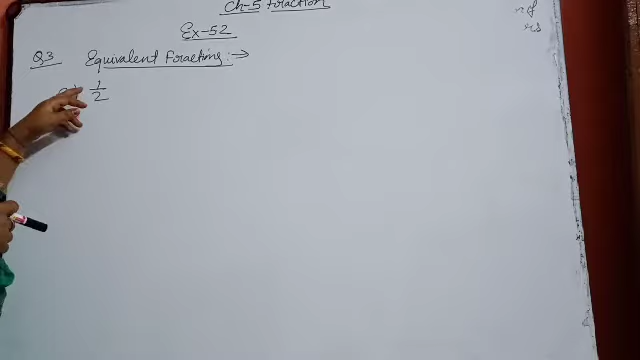 Ch-5 Fraction
Ex-52
Q3 Equivalent Fractions:→
1
2